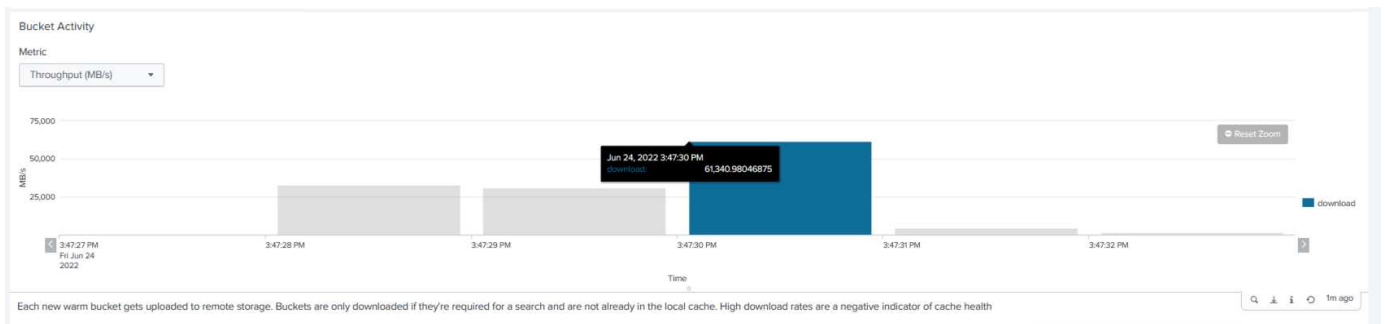 Bucket Activity
Metric
Throughput (MB/s)
75,000
Reset Zoom
50,000
Jun 24, 2022 3:47:30 PM
download: 61,340.98046875
MB/s
25,000
download
3:47:27 PM 3:47:28 PM 3:47:29 PM 3:47:30 PM 3:47:31 PM 3:47:32 PM
Fri Jun 24
2022
Time
Each new warm bucket gets uploaded to remote storage. Buckets are only downloaded if they're required for a search and are not already in the local cache. High download rates are a negative indicator of cache health
1m ago